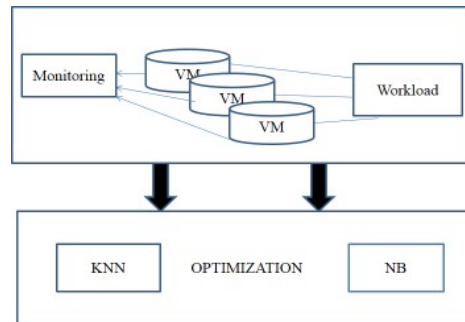 VM
Monitoring
VM
Workload
VM
KNN
OPTIMIZATION
NB